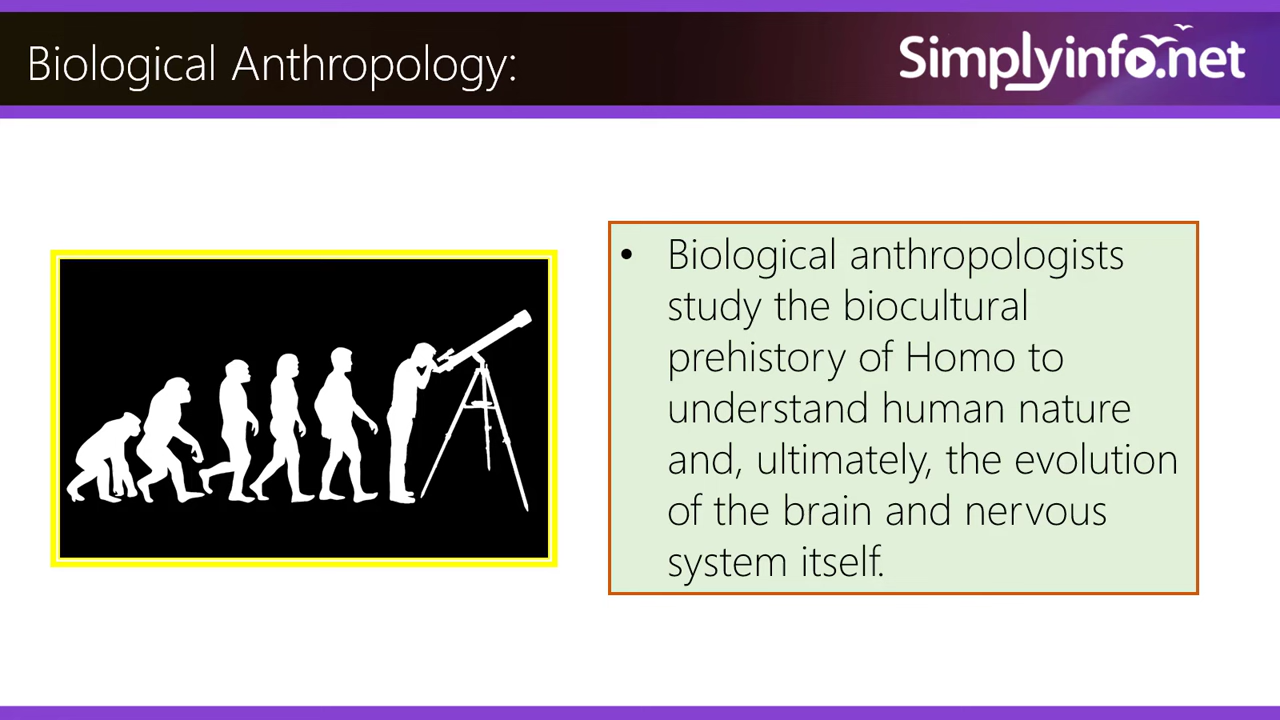 Biological Anthropology:
Simplyinfo.net
• Biological anthropologists
study the biocultural
prehistory of Homo to
understand human nature
and, ultimately, the evolution
of the brain and nervous
system itself.